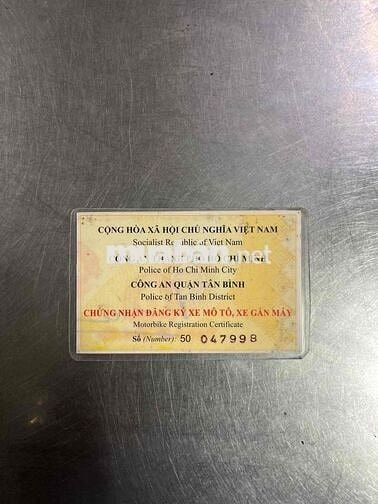 CỘNG HÒA XÃ HỘI CHỦ NGHĨA VIỆT NAM
Socialist Republic of Viet Nam
Police of Ho Chi Minh City
CÔNG AN QUẬN TÂN BÌNH
Police of Tan Binh District
CHỨNG NHẬN ĐĂNG KÝ XE MÔ TÔ, XE GẮN MÁY
Motorbike Registration Certificate
Số (Number): 50 047998